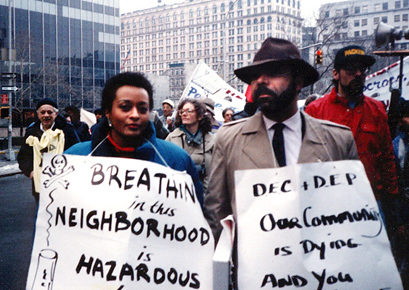 BREATHIN'
in this
NEIGHBORHOOD
is
HAZARDOUS
DEC + DEP
Our Community
is Dying
And You